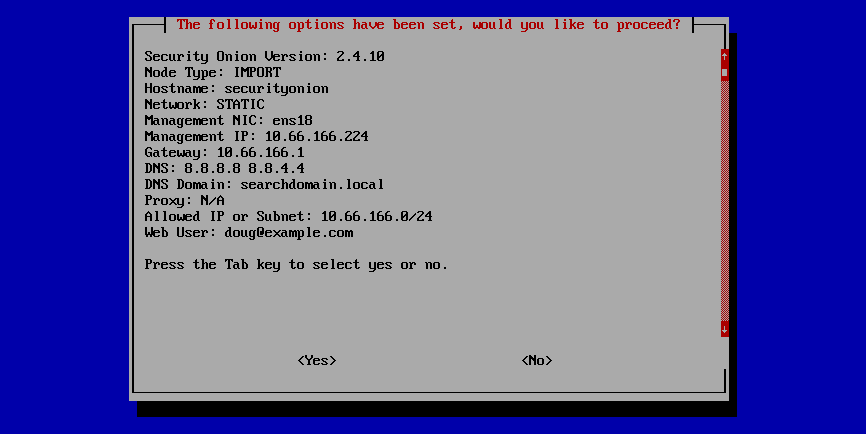 The following options have been set, would you like to proceed?
Security Onion Version: 2.4.10
Node Type: IMPORT
Hostname: securityonion
Network: STATIC
Management NIC: ens18
Management IP: 10.66.166.224
Gateway: 10.66.166.1
DNS: 8.8.8.8 8.8.4.4
DNS Domain: searchdomain.local
Proxy: N/A
Allowed IP or Subnet: 10.66.166.0/24
Web User: doug@example.com
Press the Tab key to select yes or no.
<Yes> <No>